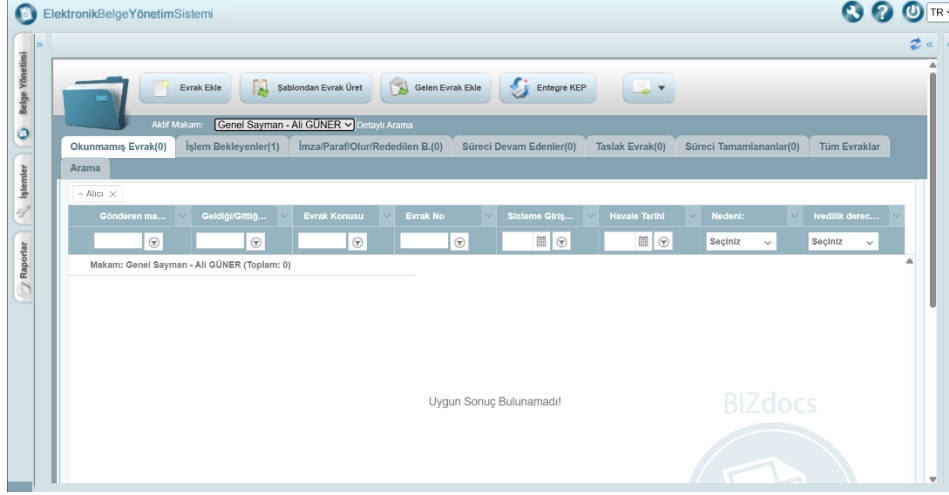 ElektronikBelgeYönetimSistemi
TR
Belge Yönetimi
İşlemler
Raporlar
Evrak Ekle
Şablondan Evrak Üret
Gelen Evrak Ekle
Entegre KEP
Aktif Makam: Genel Sayman - Ali GÜNER Detaylı Arama
Okunmamış Evrak(0) İşlem Bekleyenler(1) İmza/Paraf/Olur/Rededilen B.(0) Süreci Devam Edenler(0) Taslak Evrak(0) Süreci Tamamlananlar(0) Tüm Evraklar
Arama
Alıcı
Gönderen ma... Geldiği/Gittiğ... Evrak Konusu Evrak No Sisteme Giriş... Havale Tarihi Nedeni: Ivedilik derec...
Seçiniz Seçiniz
Makam: Genel Sayman - Ali GÜNER (Toplam: 0)
Uygun Sonuç Bulunamadı!
BIZdocs